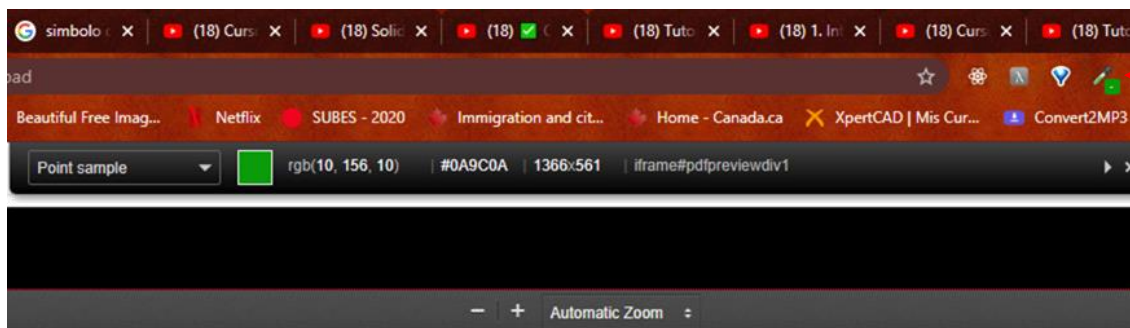 simbolo (18) Curs (18) Solic (18) ✅ (18) Tuto (18) 1. Int (18) Curs (18) Tuto
oad
Beautiful Free Imag... Netflix SUBES - 2020 Immigration and cit... Home - Canada.ca XpertCAD | Mis Cur... Convert2MP3
Point sample rgb(10, 156, 10) | #0A9C0A | 1366x561 | iframe#pdfpreviewdiv1
− + Automatic Zoom